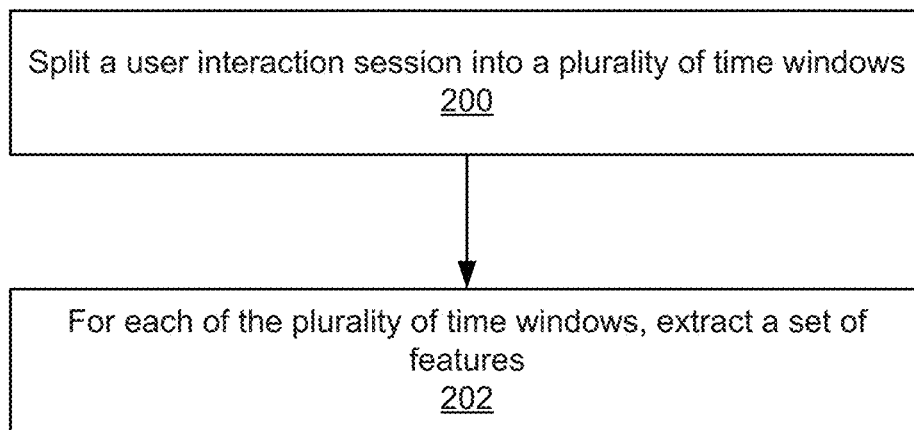 Split a user interaction session into a plurality of time windows
200
For each of the plurality of time windows, extract a set of
features
202